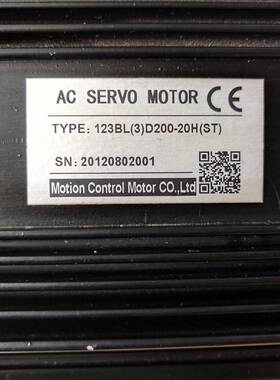 AC SERVO MOTOR CE
TYPE: 123BL(3)D200-20H(ST)
SN: 20120802001
Motion Control Motor CO.,Ltd